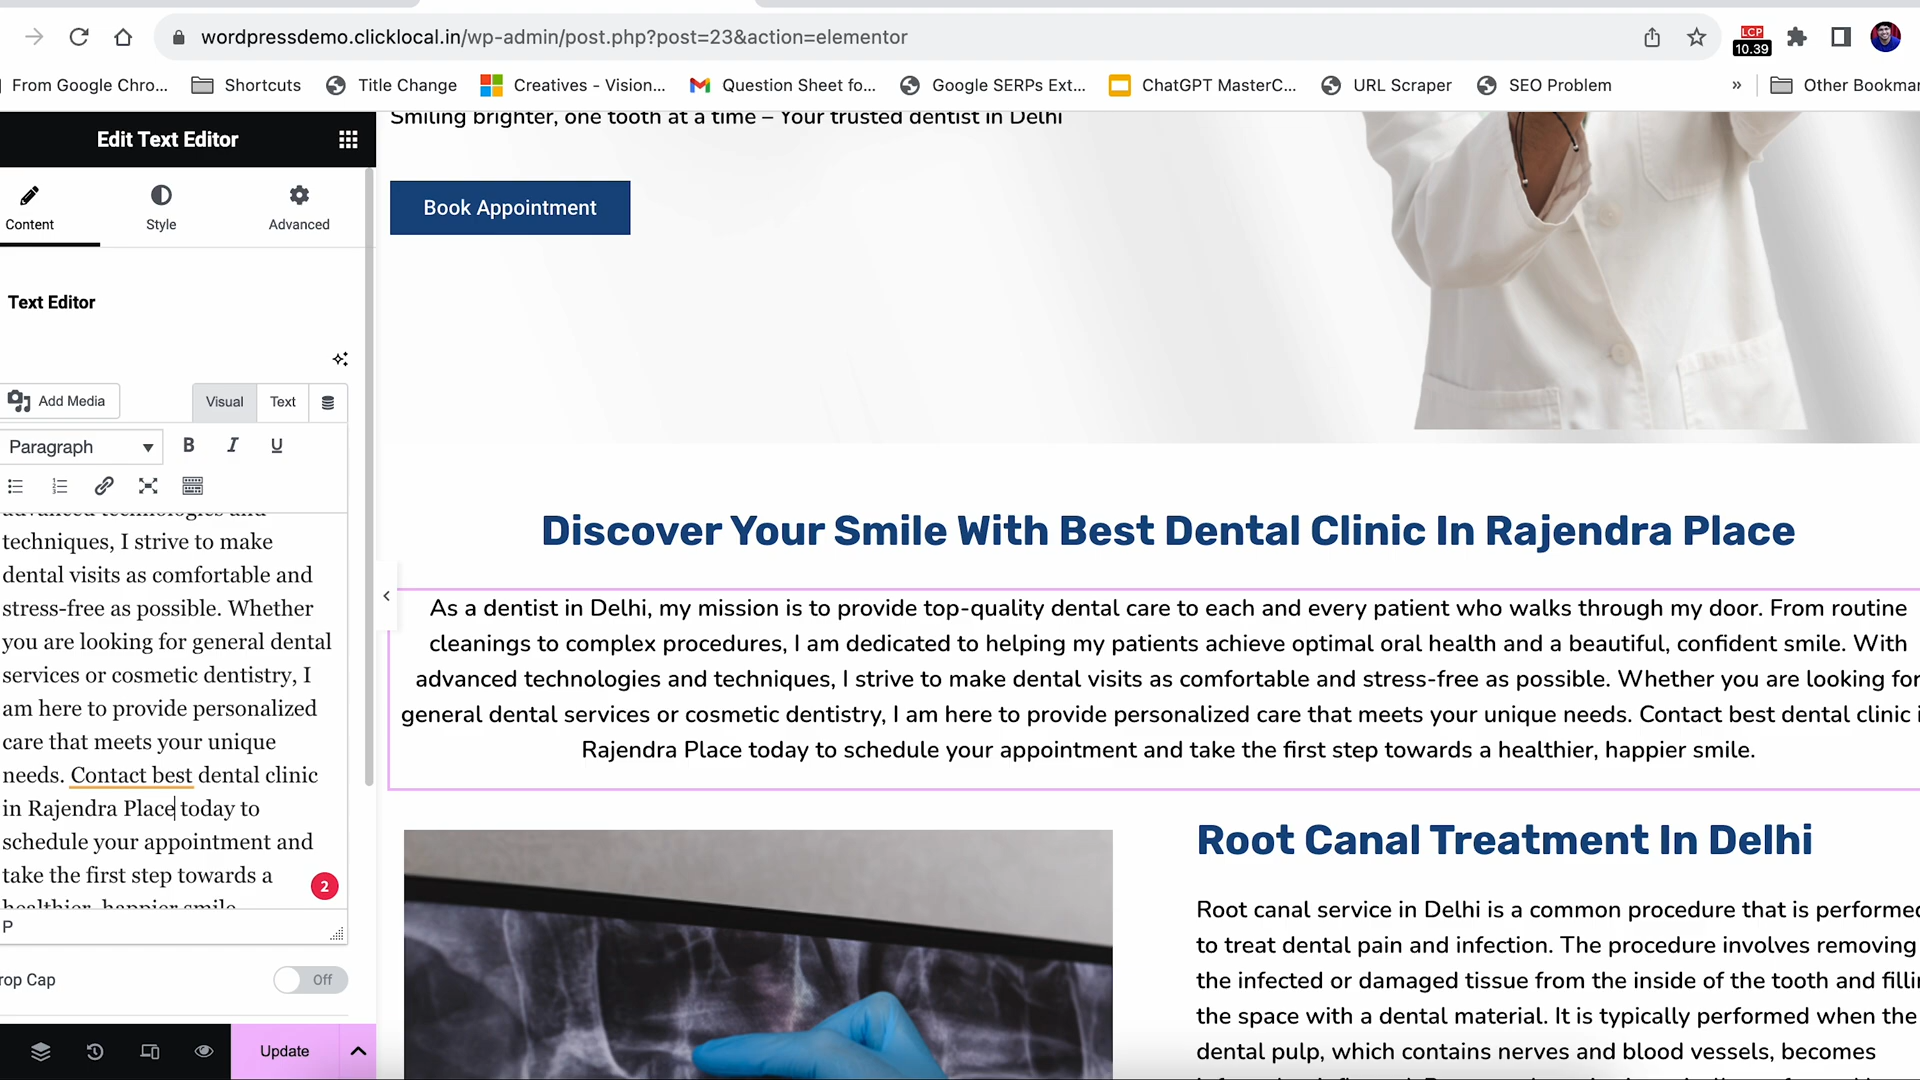 wordpressdemo.clicklocal.in/wp-admin/post.php?post=23&action=elementor
LCP
10.39
From Google Chro...
Shortcuts
Title Change
Creatives - Vision...
Question Sheet fo...
Google SERPs Ext...
ChatGPT MasterC...
URL Scraper
SEO Problem
»
Other Bookmar
Edit Text Editor
Content
Style
Advanced
Text Editor
Add Media
Visual
Text
Paragraph
B
I
U
advanced technologies and
techniques, I strive to make
dental visits as comfortable and
stress-free as possible. Whether
you are looking for general dental
services or cosmetic dentistry, I
am here to provide personalized
care that meets your unique
needs. Contact best dental clinic
in Rajendra Place today to
schedule your appointment and
take the first step towards a
healthier, happier smile.
2
P
rop Cap
Off
Update
Smiling brighter, one tooth at a time – Your trusted dentist in Delhi
Book Appointment
Discover Your Smile With Best Dental Clinic In Rajendra Place
As a dentist in Delhi, my mission is to provide top-quality dental care to each and every patient who walks through my door. From routine
cleanings to complex procedures, I am dedicated to helping my patients achieve optimal oral health and a beautiful, confident smile. With
advanced technologies and techniques, I strive to make dental visits as comfortable and stress-free as possible. Whether you are looking for
general dental services or cosmetic dentistry, I am here to provide personalized care that meets your unique needs. Contact best dental clinic i
Rajendra Place today to schedule your appointment and take the first step towards a healthier, happier smile.
Root Canal Treatment In Delhi
Root canal service in Delhi is a common procedure that is performed
to treat dental pain and infection. The procedure involves removing
the infected or damaged tissue from the inside of the tooth and filli
the space with a dental material. It is typically performed when the
dental pulp, which contains nerves and blood vessels, becomes